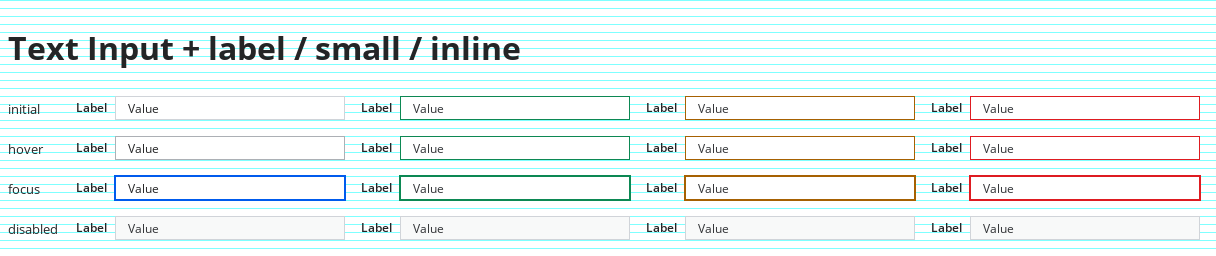 Text Input + label / small / inline
initial Label Value Label Value Label Value Label Value
hover Label Value Label Value Label Value Label Value
focus Label Value Label Value Label Value Label Value
disabled Label Value Label Value Label Value Label Value